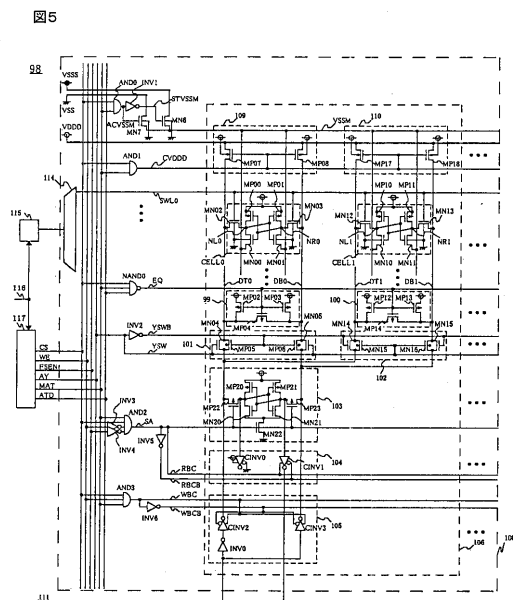 図5
98
VSSS
VSS
VDDD
AND0
INV1
STVSSM
ACVSSM
MN7
MN6
109
VSSM
110
MP07
MP08
MP17
MP18
AND1
CVDDD
114
SWL0
115
MP00
MP01
MN02
MN03
NL0
NR0
MN00
MN01
CELL0
MP10
MP11
MN12
MN13
NL1
NR1
MN10
MN11
CELL1
DT0
DB0
DT1
DB1
NAND0
EQ
99
MP02
MP03
MP04
100
MP12
MP13
MP14
116
117
INV2
YSWB
YSW
MN04
MN05
101
MP05
MP06
MN14
MN15
MN15
MN16
102
CS
WE
FSEN
AY
MAT
ATD
INV3
INV4
AND2
SA
INV5
MP20
MP21
MP22
MP23
MN20
MN21
MN22
103
CINV0
CINV1
104
RBC
RBCB
AND3
WBC
WBCB
INV6
CINV2
CINV3
105
INV0
106
111